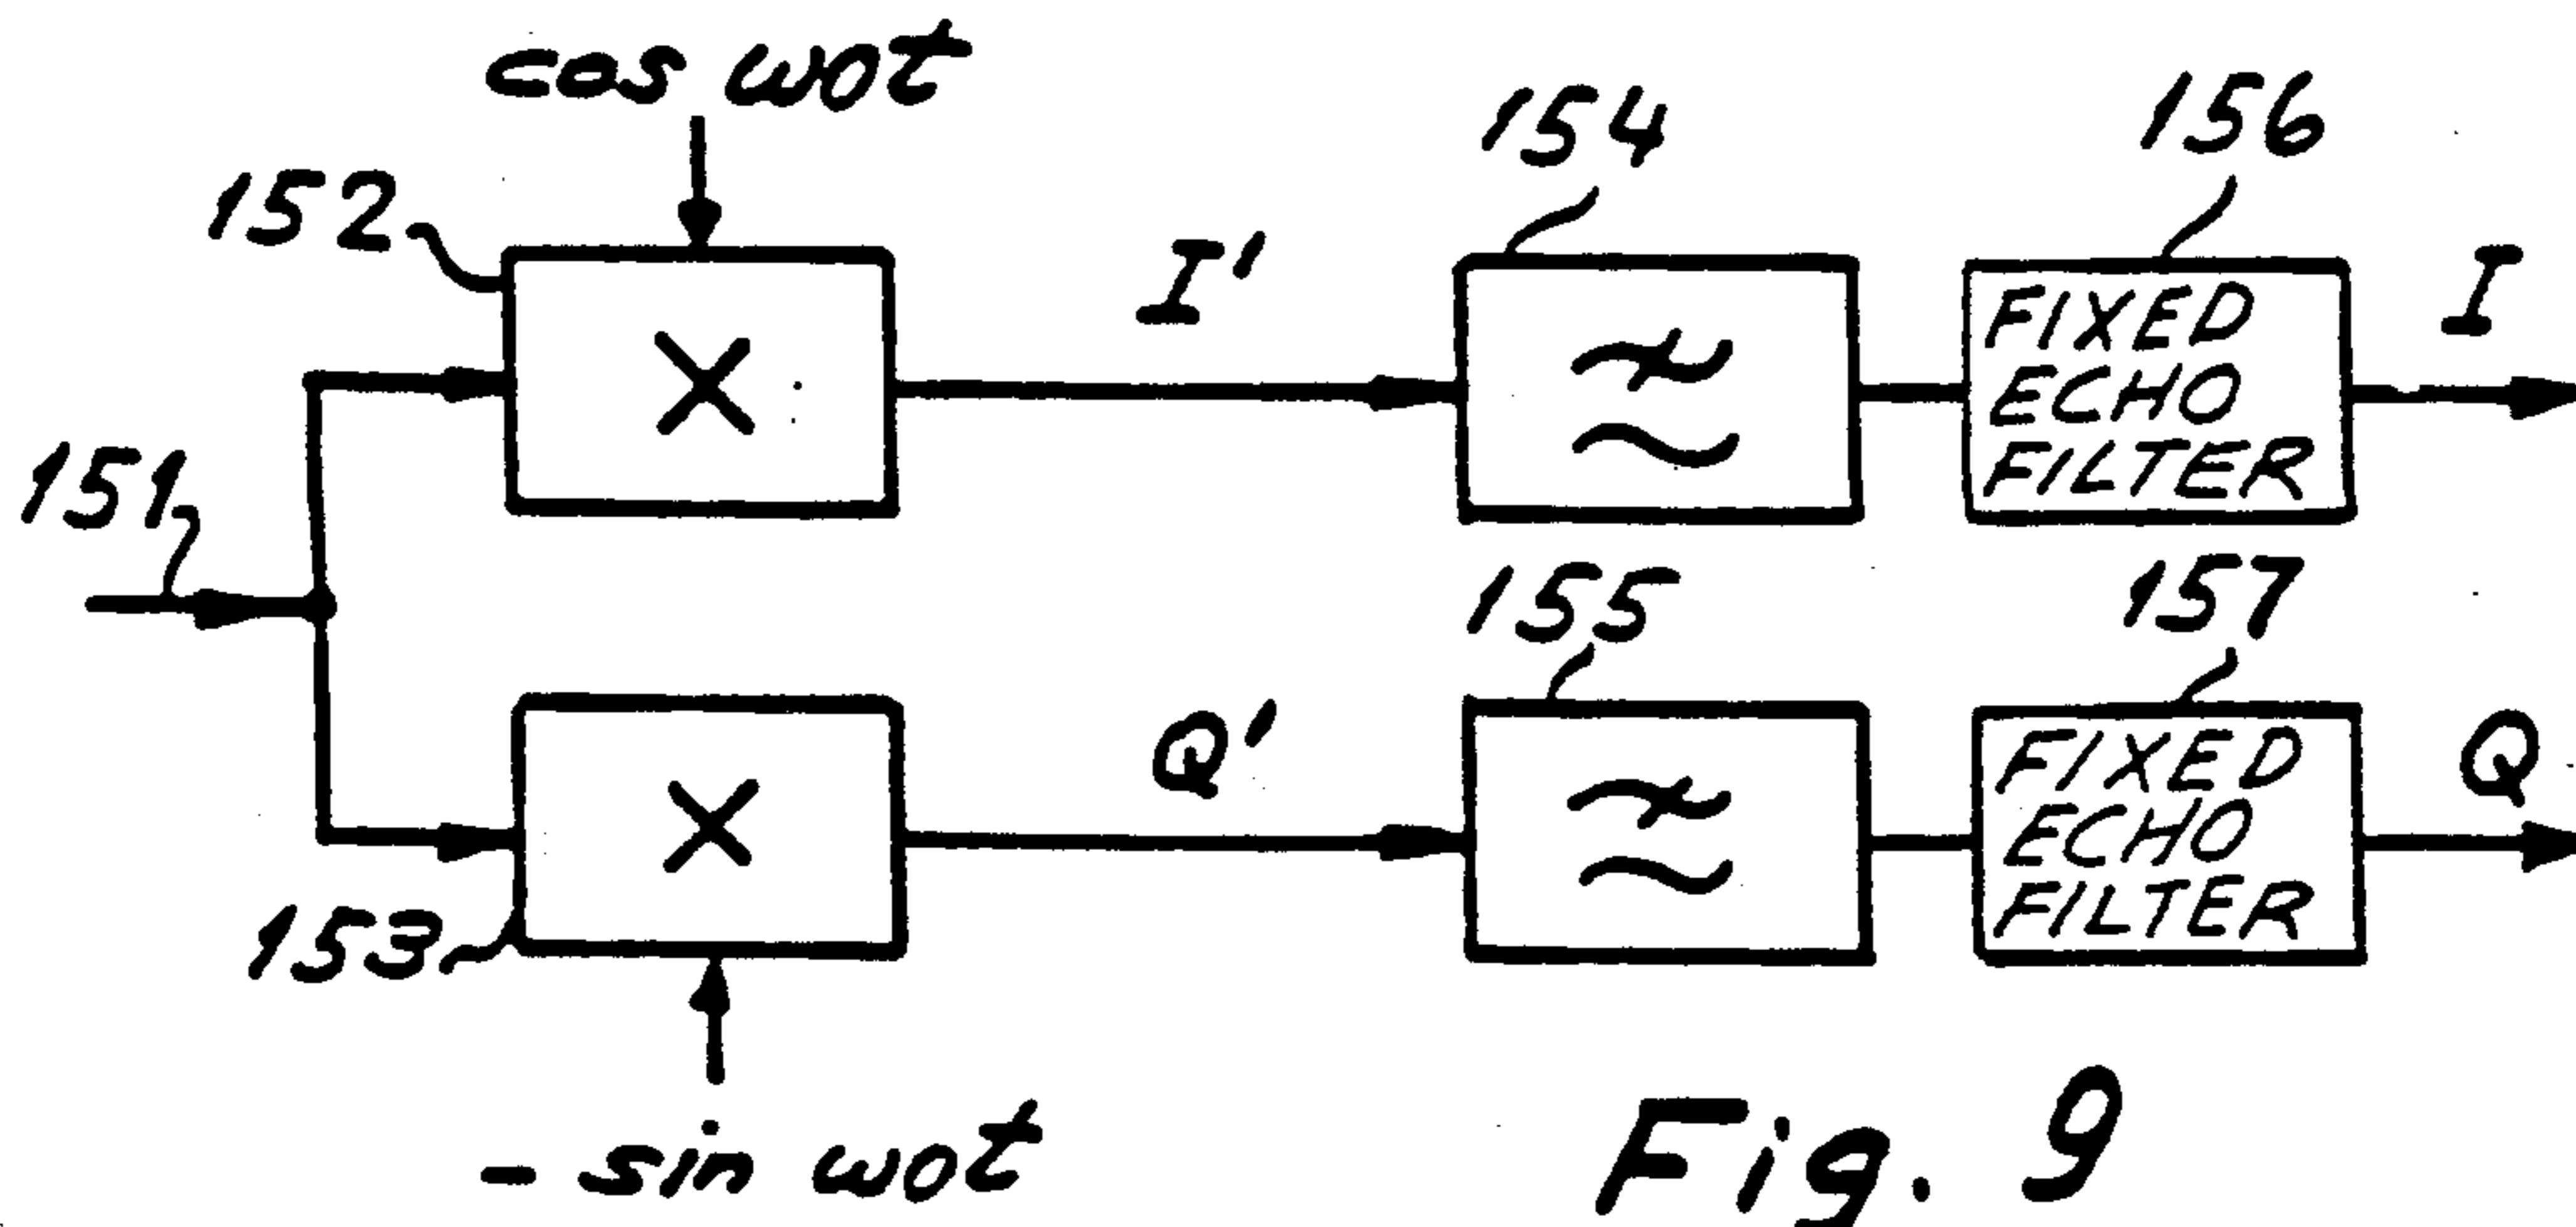 cos wot
152
154
156
I'
FIXED
ECHO
FILTER
I
151
155
157
Q'
FIXED
ECHO
FILTER
Q
153
- sin wot
Fig. 9